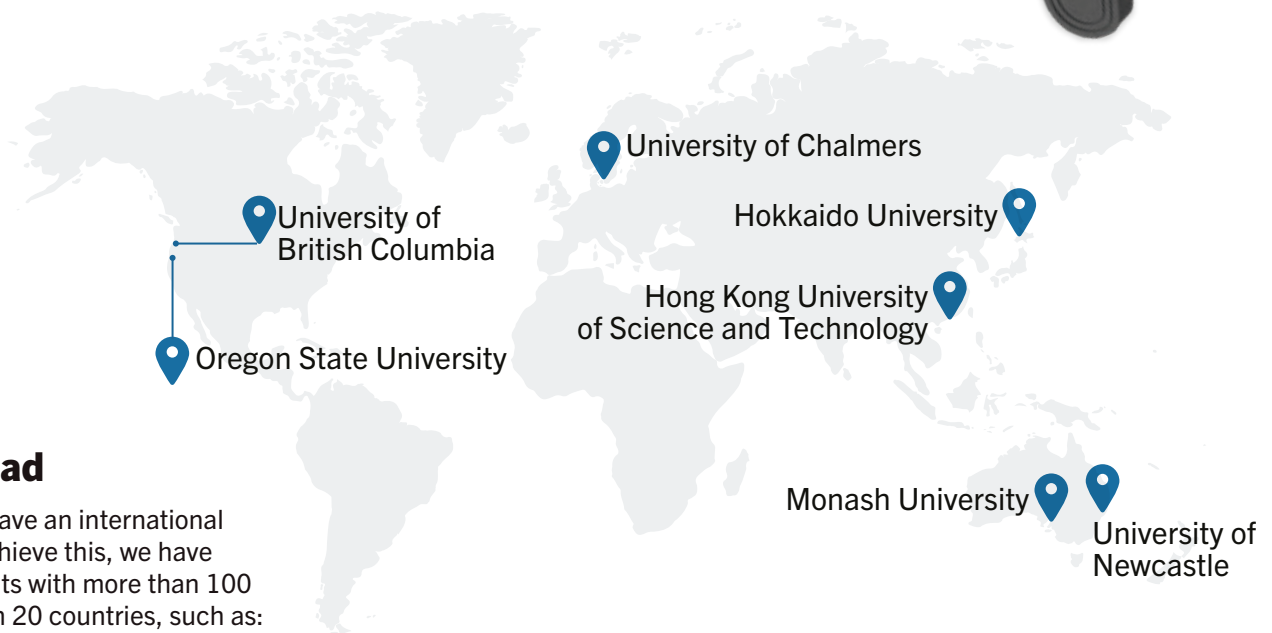 University of Chalmers
University of
British Columbia
Hokkaido University
Hong Kong University
of Science and Technology
Oregon State University
Monash University
University of
Newcastle
ad
ave an international
hieve this, we have
ts with more than 100
20 countries, such as: